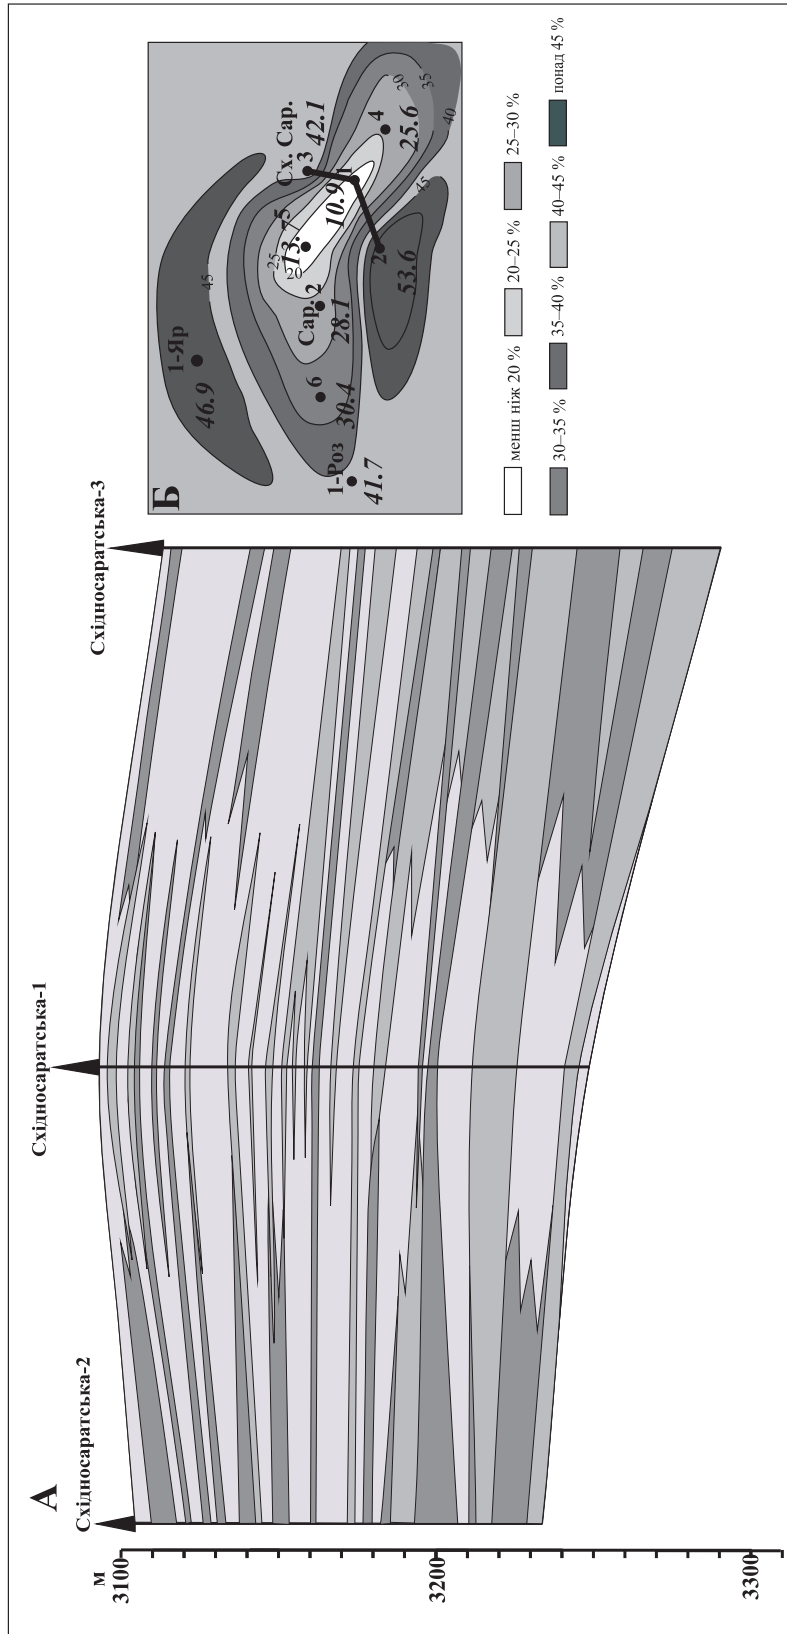 А
Східносаратська-2
Східносаратська-1
Східносаратська-3
м
3100
3200
3300
Б
1-Яр
46.9
45
Сх. Сар.
3
42.1
25
20
13.75
10.9
1
30
35
40
4
25.6
45
Сар. 2
28.1
2
53.6
6
30.4
1-Роз
41.7
менш ніж 20 %
20–25 %
25–30 %
30–35 %
35–40 %
40–45 %
понад 45 %